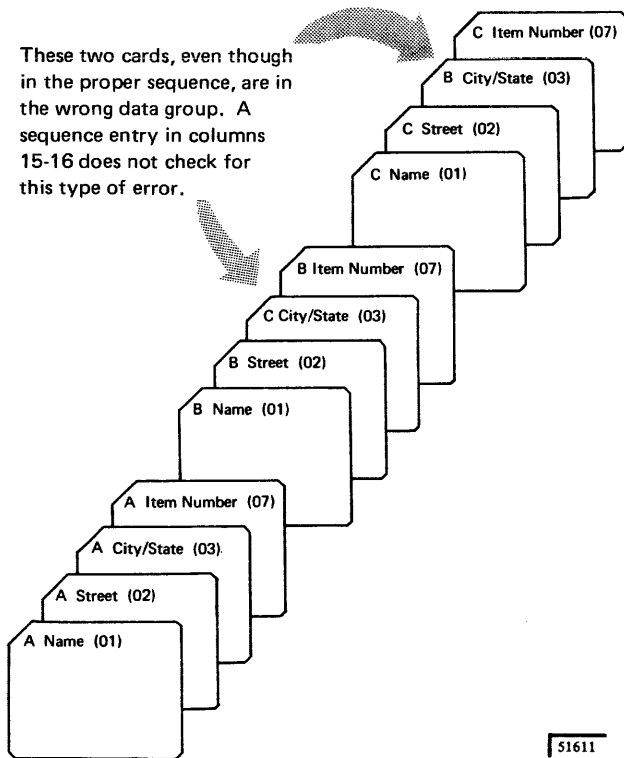 These two cards, even though
in the proper sequence, are in
the wrong data group. A
sequence entry in columns
15-16 does not check for
this type of error.
C Item Number (07)
B City/State (03)
C Street (02)
C Name (01)
B Item Number (07)
C City/State (03)
B Street (02)
B Name (01)
A Item Number (07)
A City/State (03).
A Street (02)
A Name (01)
51611